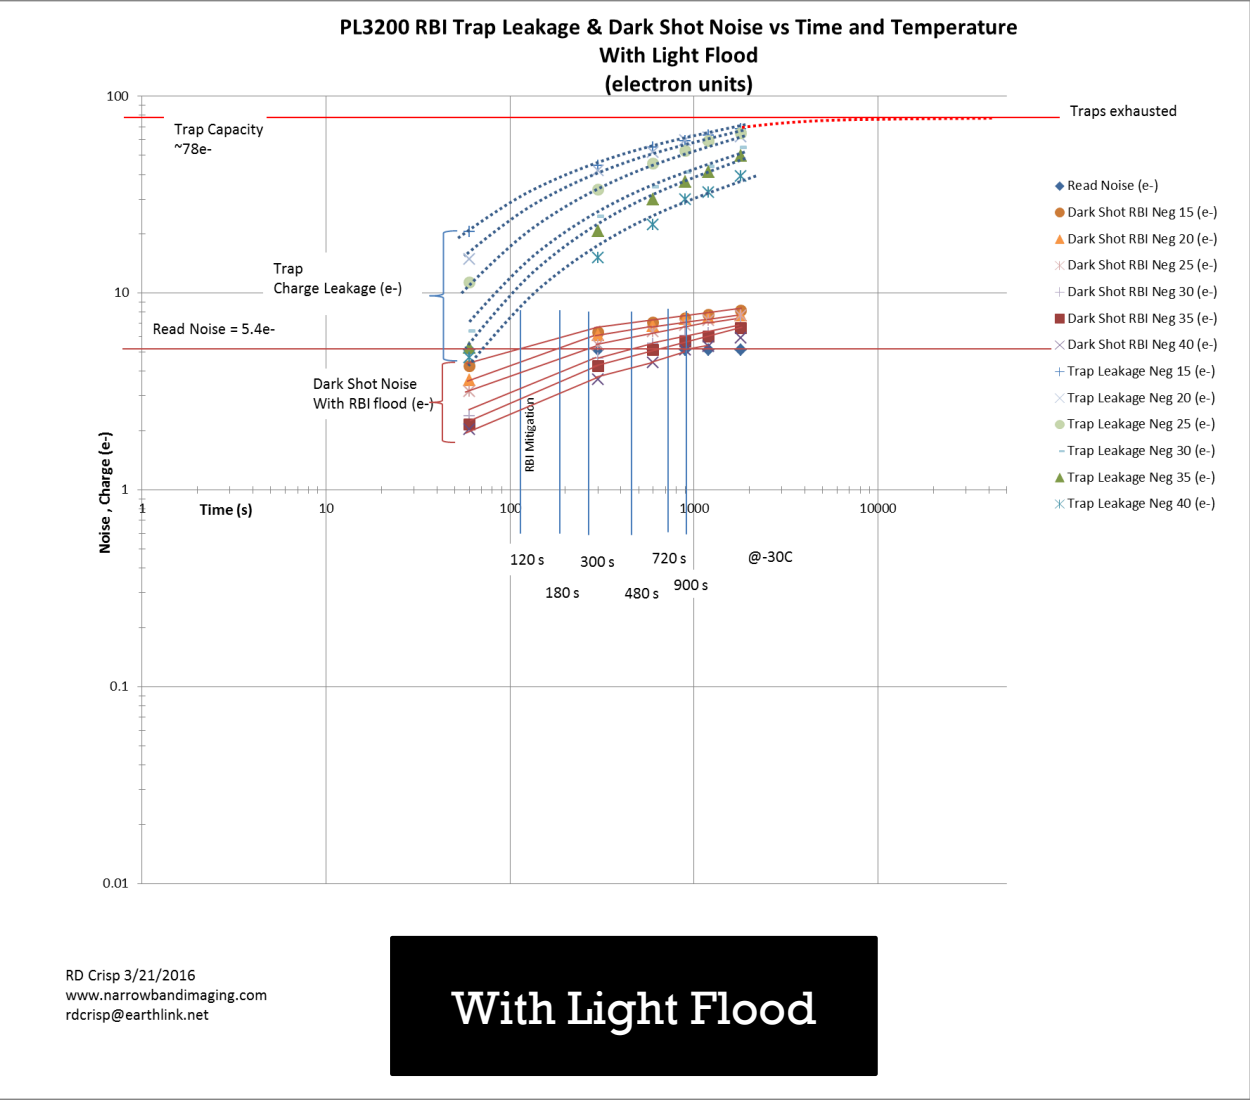 PL3200 RBI Trap Leakage & Dark Shot Noise vs Time and Temperature
With Light Flood
(electron units)
100
Traps exhausted
Trap Capacity
~78e-
Read Noise (e-)
Dark Shot RBI Neg 15 (e-)
Dark Shot RBI Neg 20 (e-)
Dark Shot RBI Neg 25 (e-)
Dark Shot RBI Neg 30 (e-)
Dark Shot RBI Neg 35 (e-)
Dark Shot RBI Neg 40 (e-)
Trap Leakage Neg 15 (e-)
Trap Leakage Neg 20 (e-)
Trap Leakage Neg 25 (e-)
Trap Leakage Neg 30 (e-)
Trap Leakage Neg 35 (e-)
Trap Leakage Neg 40 (e-)
Trap
Charge Leakage (e-)
10
Read Noise = 5.4e-
Dark Shot Noise
With RBI flood (e-)
RBI Mitigation
Noise , Charge (e-)
1
1
Time (s)
10
100
1000
10000
120 s
300 s
720 s
@-30C
180 s
480 s
900 s
0.1
0.01
RD Crisp 3/21/2016
www.narrowbandimaging.com
rdcrisp@earthlink.net
With Light Flood